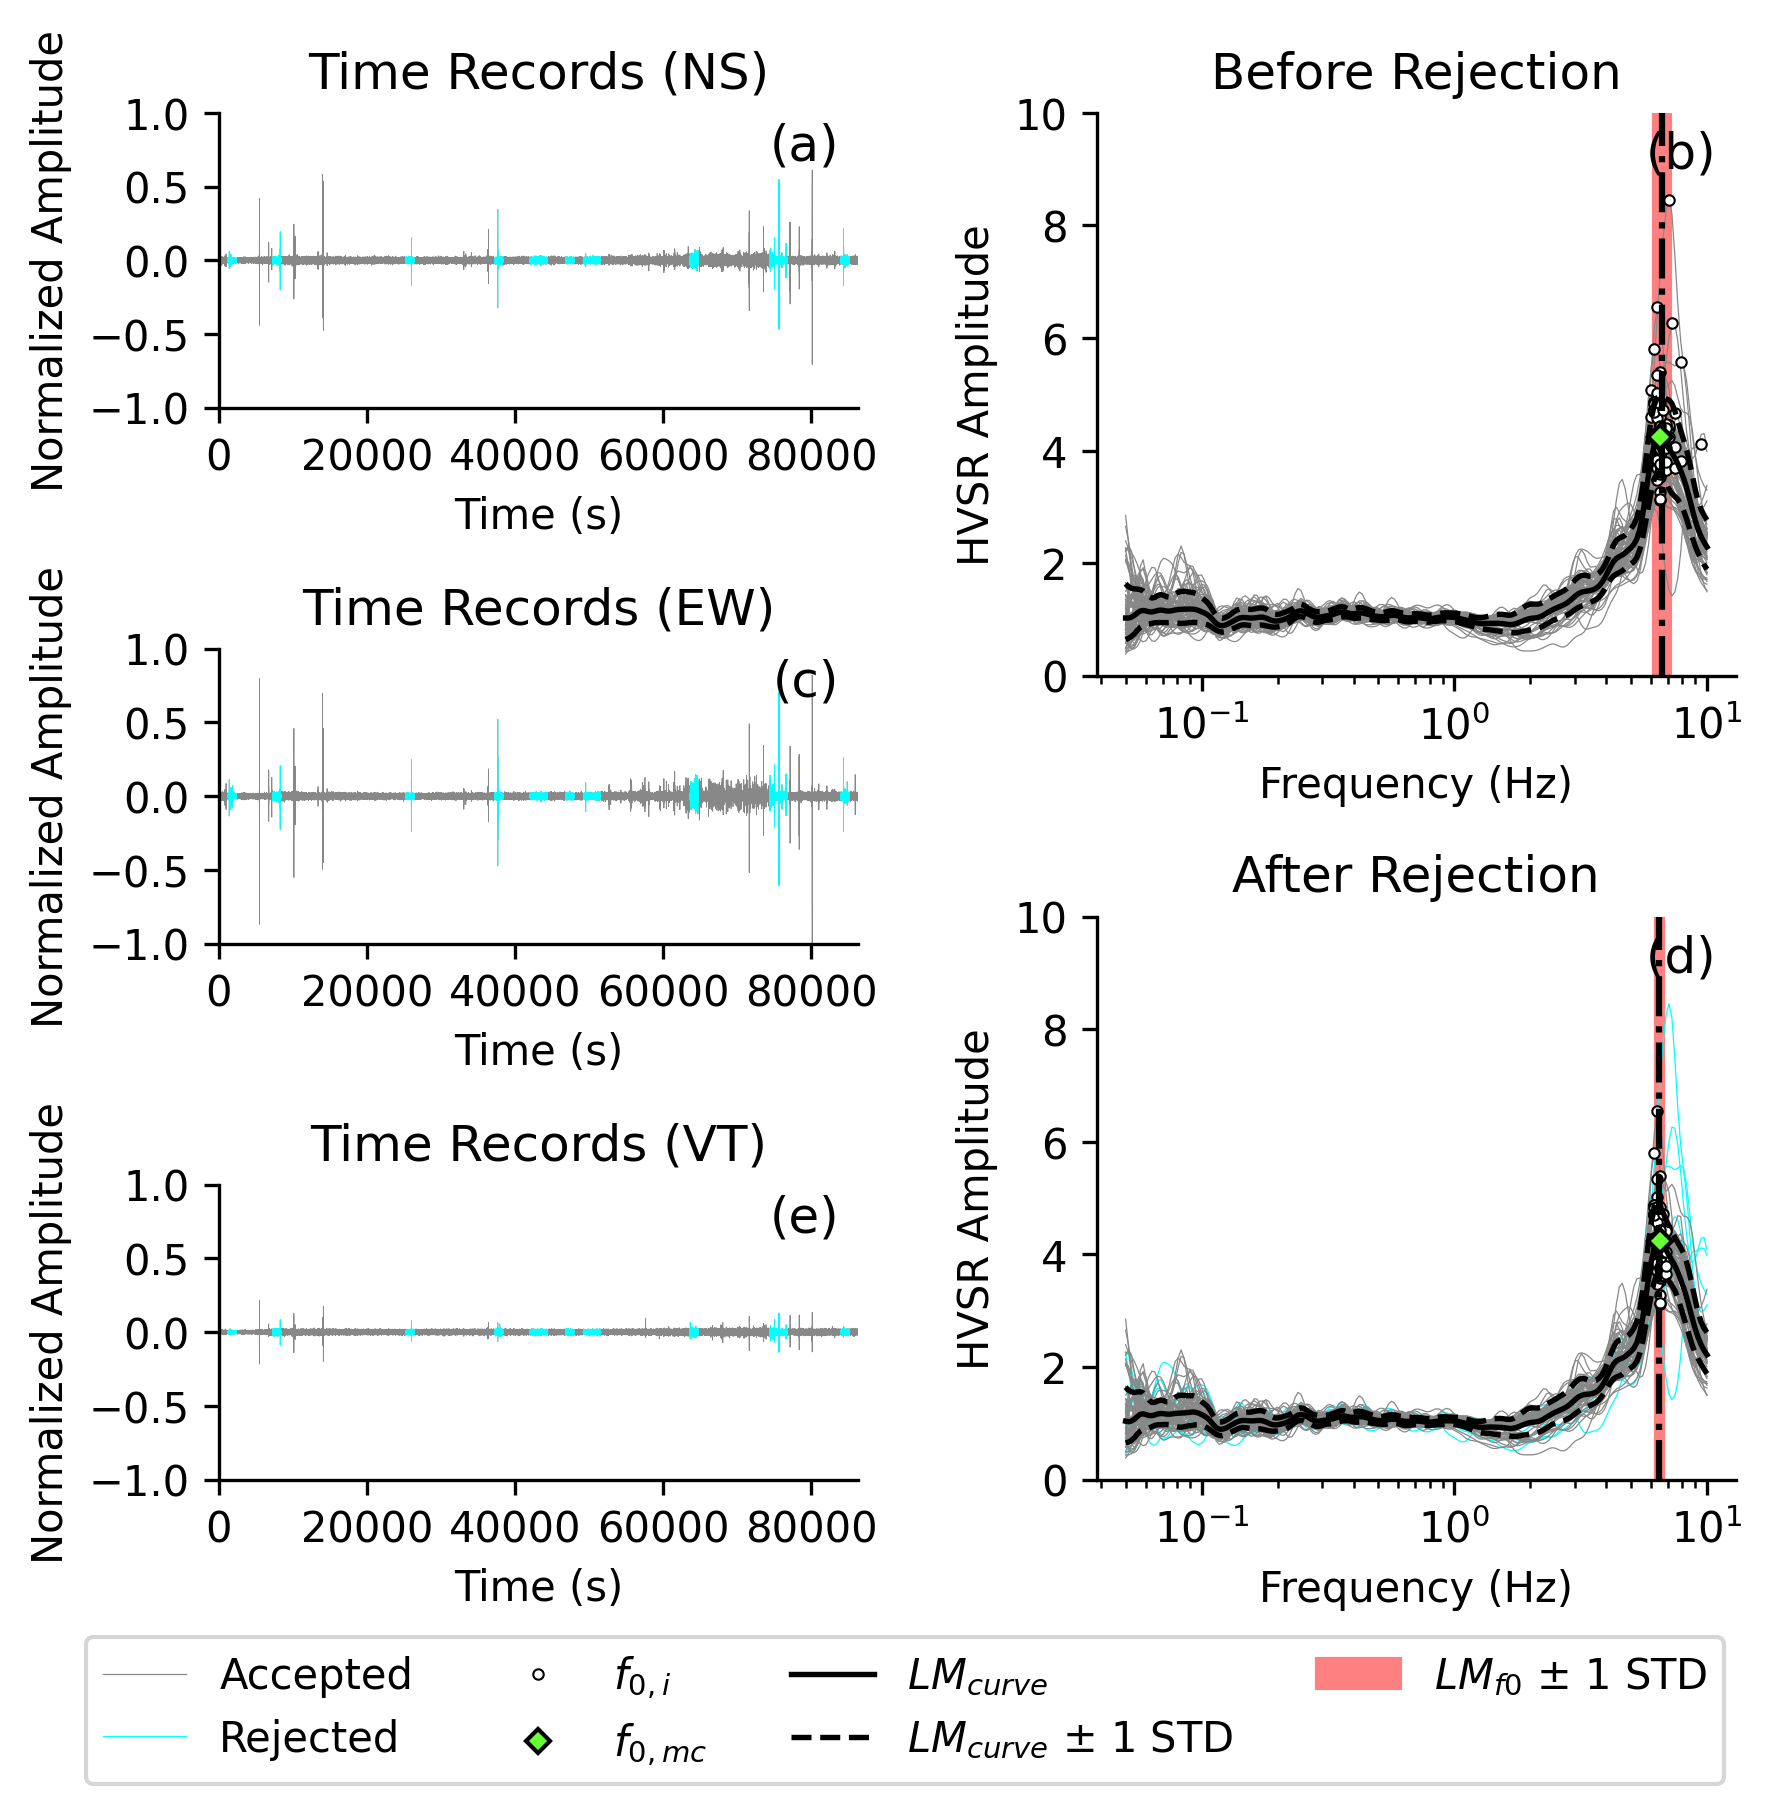 Time Records (NS)
Normalized Amplitude
1.0
0.5
0.0
−0.5
−1.0
(a)
0 20000 40000 60000 80000
Time (s)
Before Rejection
HVSR Amplitude
10
8
6
4
2
0
(b)
10⁻¹ 10⁰ 10¹
Frequency (Hz)
Time Records (EW)
Normalized Amplitude
1.0
0.5
0.0
−0.5
−1.0
(c)
0 20000 40000 60000 80000
Time (s)
After Rejection
HVSR Amplitude
10
8
6
4
2
0
(d)
10⁻¹ 10⁰ 10¹
Frequency (Hz)
Time Records (VT)
Normalized Amplitude
1.0
0.5
0.0
−0.5
−1.0
(e)
0 20000 40000 60000 80000
Time (s)
Accepted
Rejected
f0,i
f0,mc
LMcurve
LMcurve ± 1 STD
LMf0 ± 1 STD